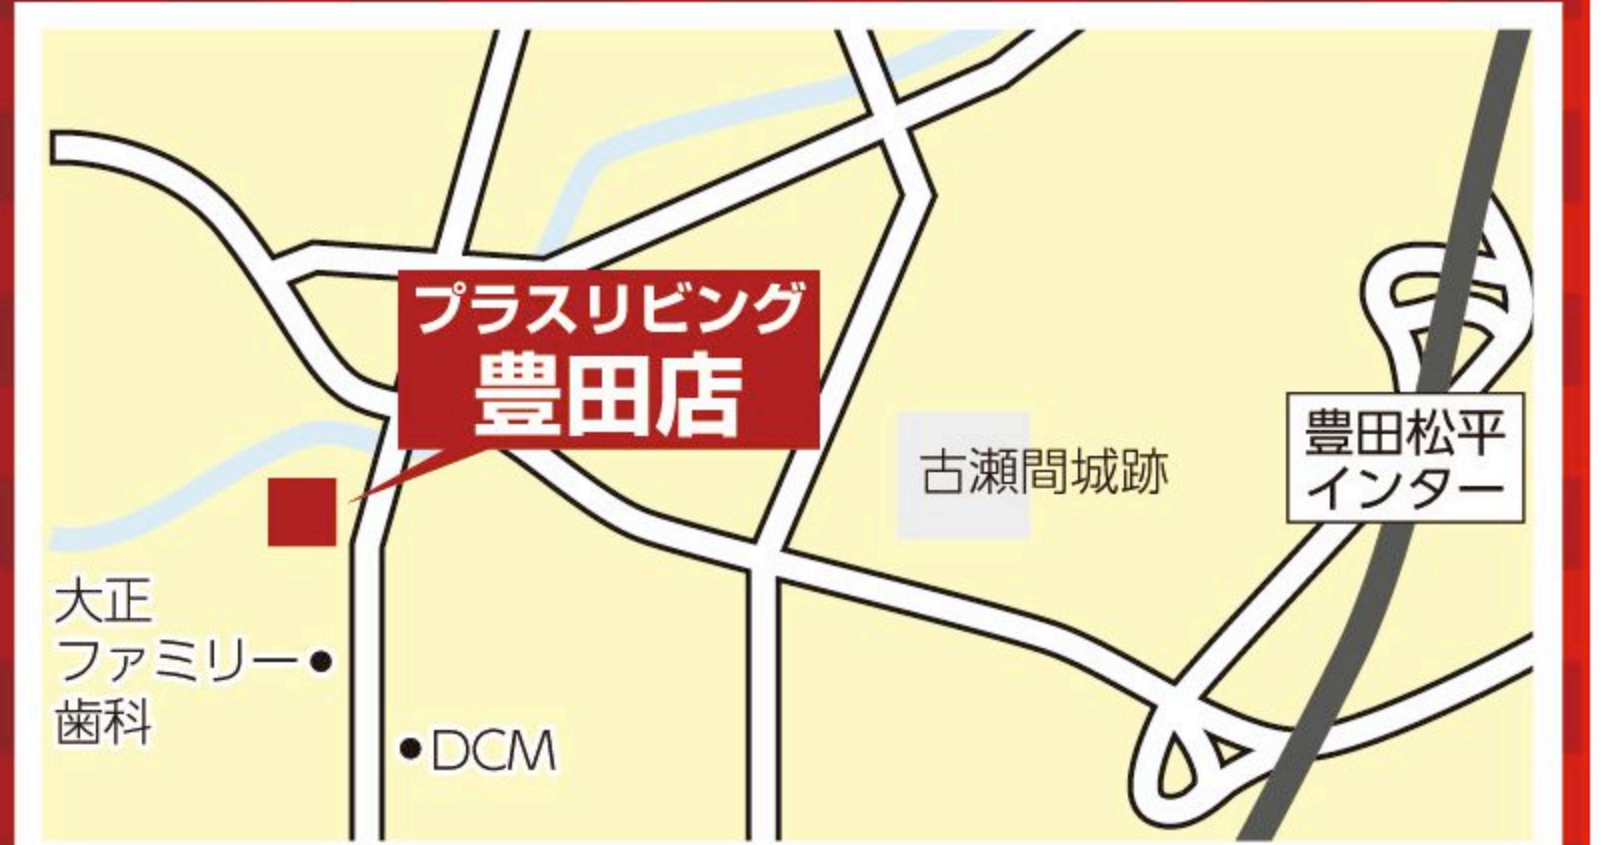 プラスリビング
豊田店
古瀬間城跡
豊田松平
インター
大正
ファミリー
歯科
DCM